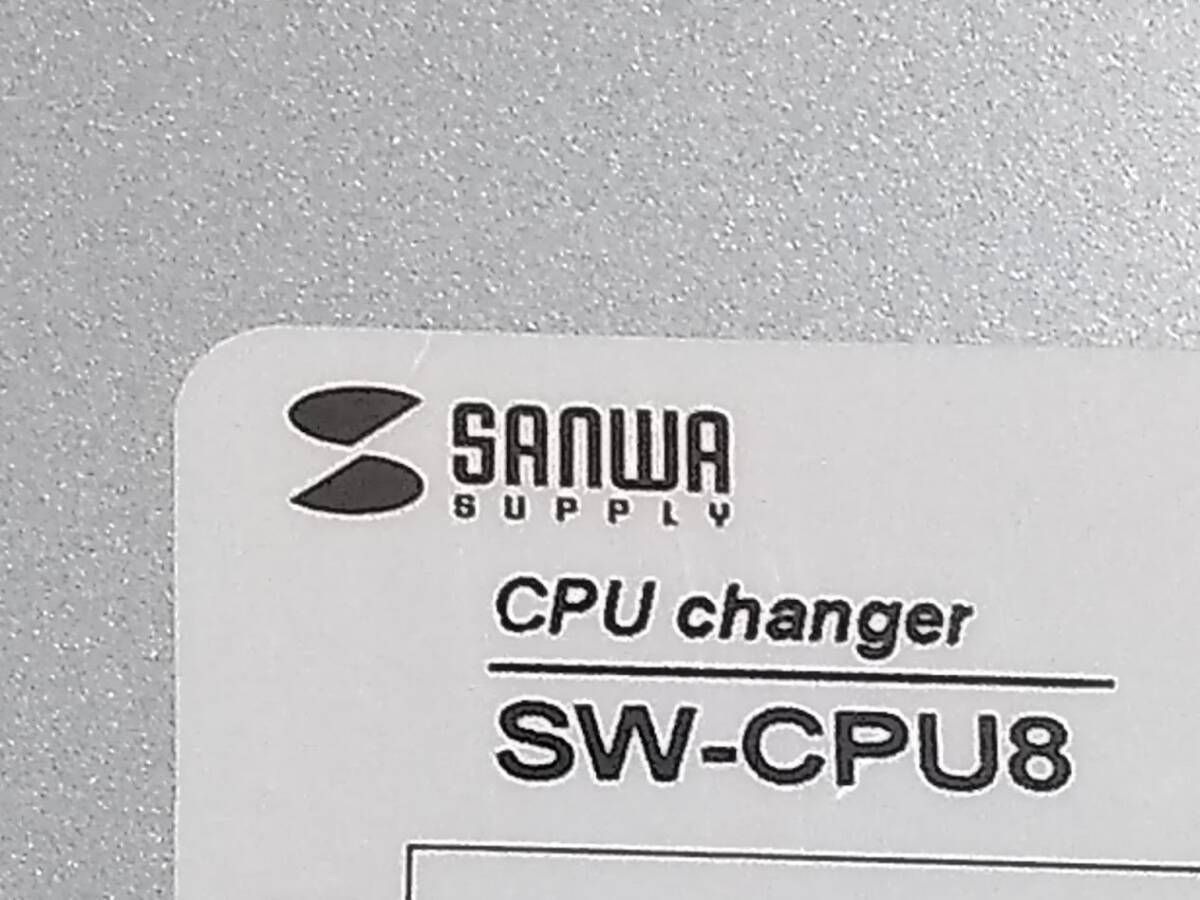 SANWA
SUPPLY
CPU changer
SW-CPU8